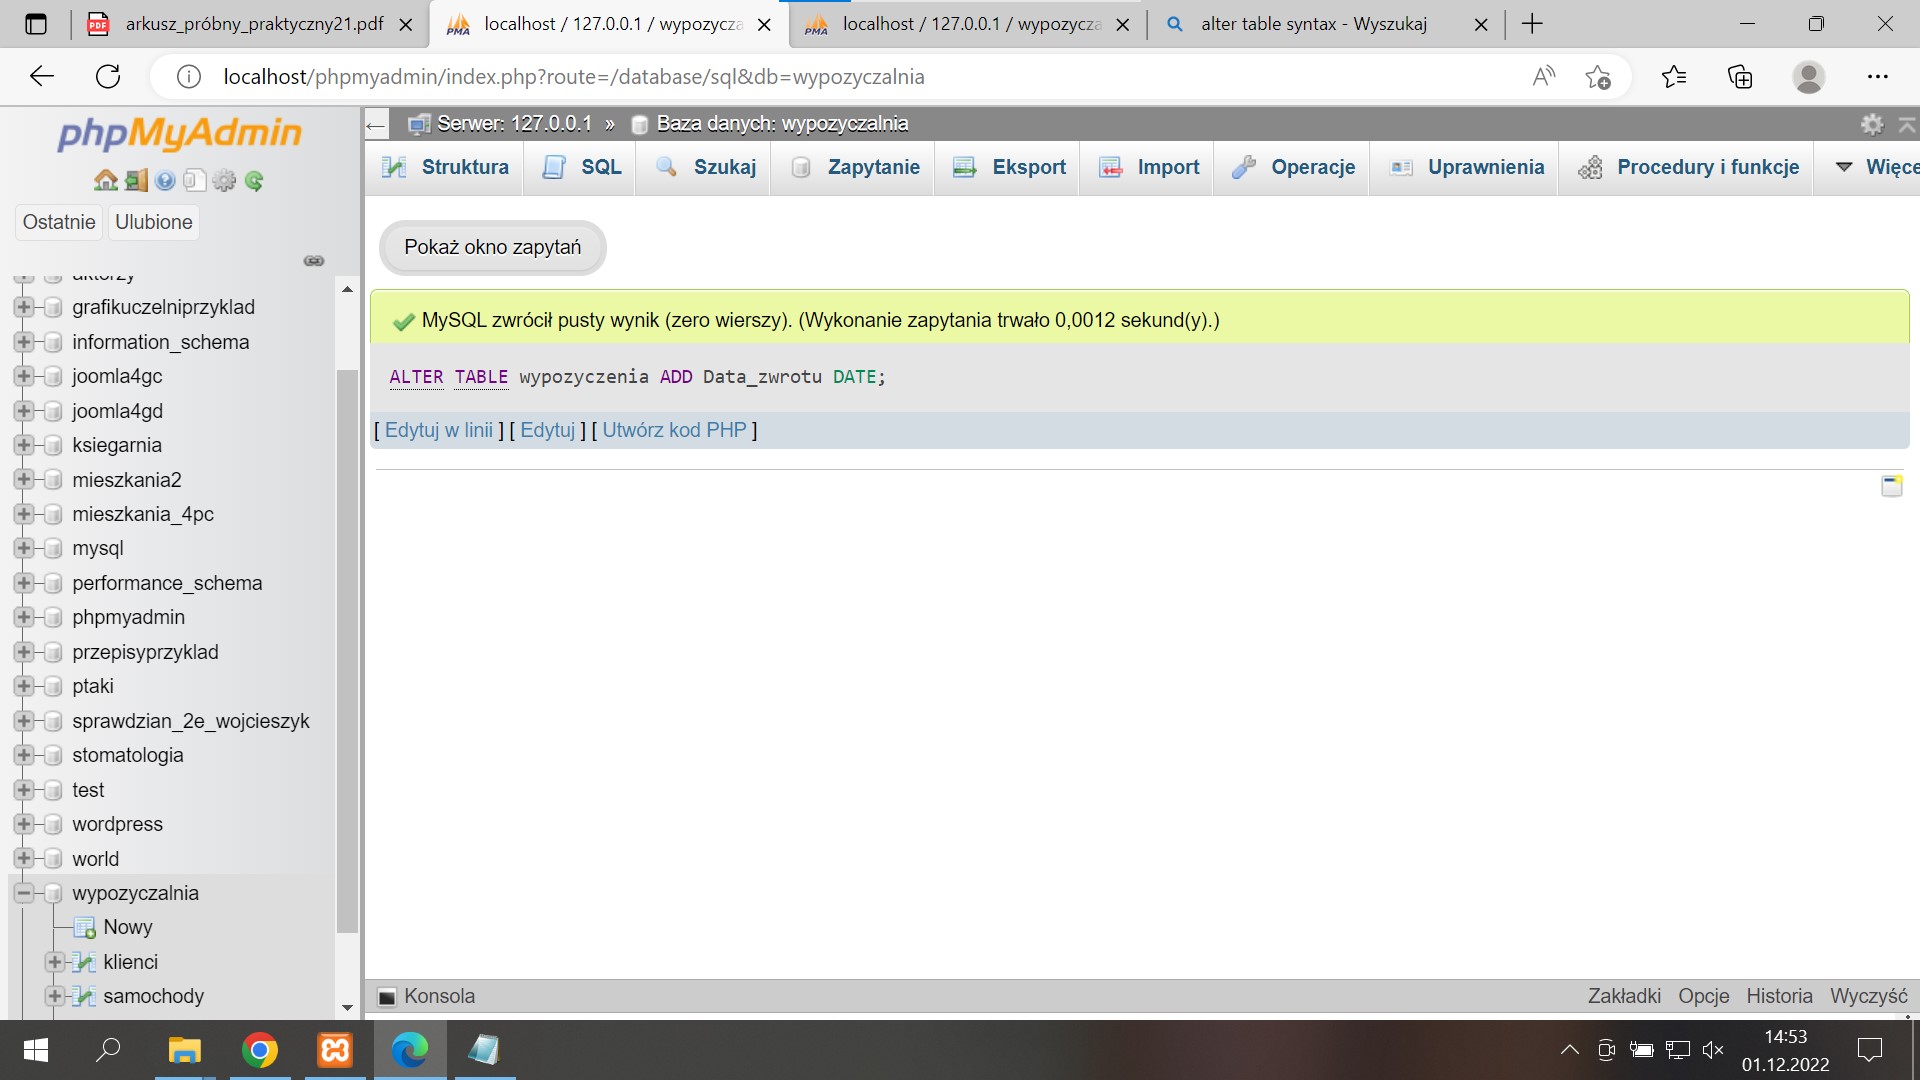 arkusz_próbny_praktyczny21.pdf
localhost / 127.0.0.1 / wypozycza
localhost / 127.0.0.1 / wypozycza
alter table syntax - Wyszukaj
localhost/phpmyadmin/index.php?route=/database/sql&db=wypozyczalnia
phpMyAdmin
Ostatnie
Ulubione
aktorzy
grafikuczelniprzyklad
information_schema
joomla4gc
joomla4gd
ksiegarnia
mieszkania2
mieszkania_4pc
mysql
performance_schema
phpmyadmin
przepisyprzyklad
ptaki
sprawdzian_2e_wojcieszyk
stomatologia
test
wordpress
world
wypozyczalnia
Nowy
klienci
samochody
Serwer: 127.0.0.1 » Baza danych: wypozyczalnia
Struktura
SQL
Szukaj
Zapytanie
Eksport
Import
Operacje
Uprawnienia
Procedury i funkcje
Więce
Pokaż okno zapytań
MySQL zwrócił pusty wynik (zero wierszy). (Wykonanie zapytania trwało 0,0012 sekund(y).)
ALTER TABLE wypozyczenia ADD Data_zwrotu DATE;
[ Edytuj w linii ] [ Edytuj ] [ Utwórz kod PHP ]
Konsola
Zakładki
Opcje
Historia
Wyczyść
14:53
01.12.2022